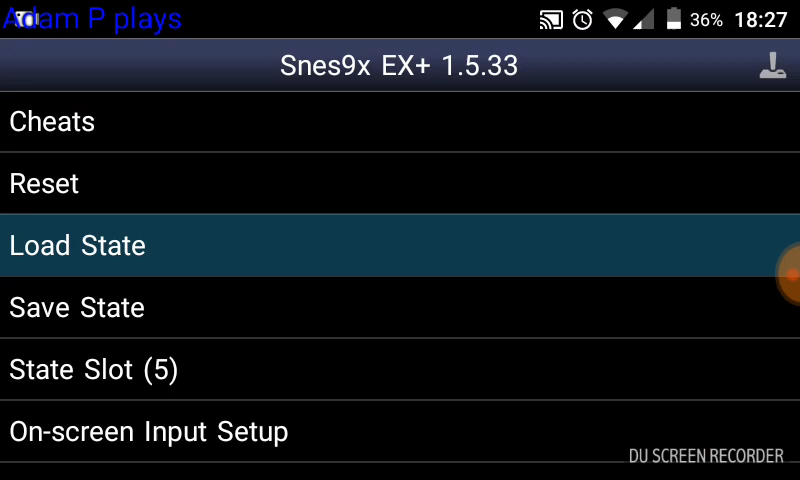 Adam P plays
36% 18:27
Snes9x EX+ 1.5.33
Cheats
Reset
Load State
Save State
State Slot (5)
On-screen Input Setup
DU SCREEN RECORDER